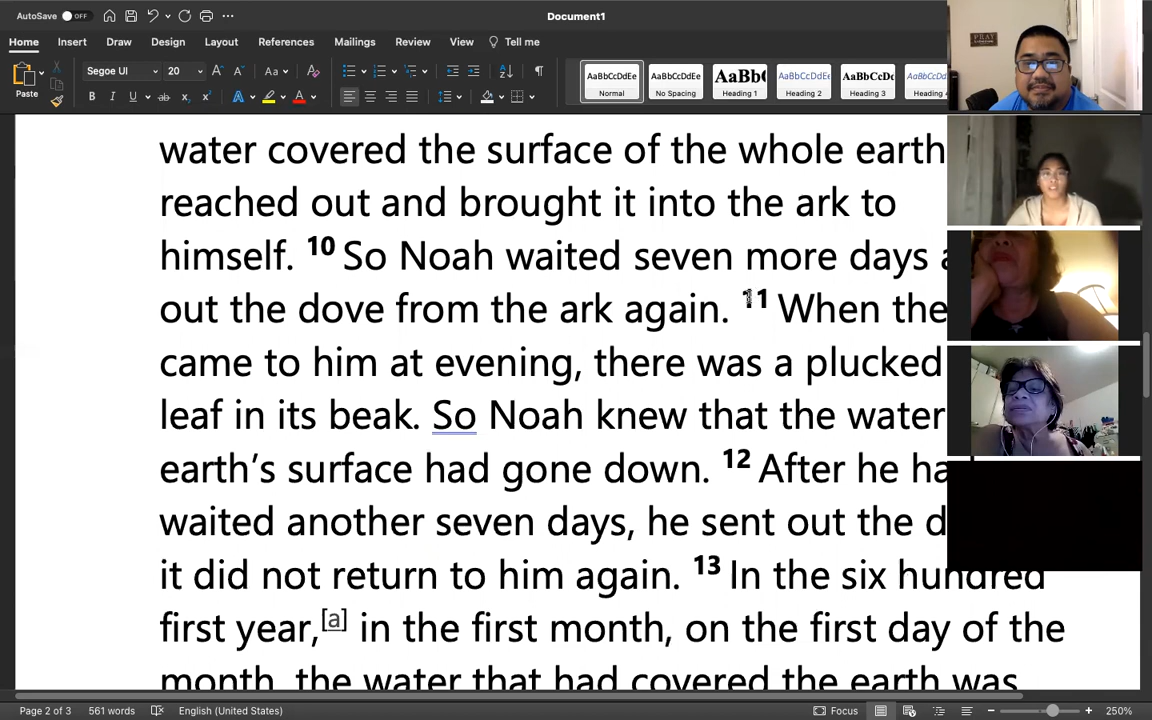 AutoSave OFF
Document1
Home Insert Draw Design Layout References Mailings Review View Tell me
Paste
Segoe UI 20 Aa
B I U ab x₂ x² A A
AaBbCcDdEe Normal
AaBbCcDdEe No Spacing
AaBb( Heading 1
AaBbCcDdEe Heading 2
AaBbCcDc Heading 3
AaBbCcDdE Heading
PRAY
water covered the surface of the whole earth
reached out and brought it into the ark to
himself. 10 So Noah waited seven more days a
out the dove from the ark again. 11 When the
came to him at evening, there was a plucked
leaf in its beak. So Noah knew that the water
earth’s surface had gone down. 12 After he ha
waited another seven days, he sent out the d
it did not return to him again. 13 In the six hundred
first year,[a] in the first month, on the first day of the
month, the water that had covered the earth was
Page 2 of 3 561 words English (United States) Focus 250%